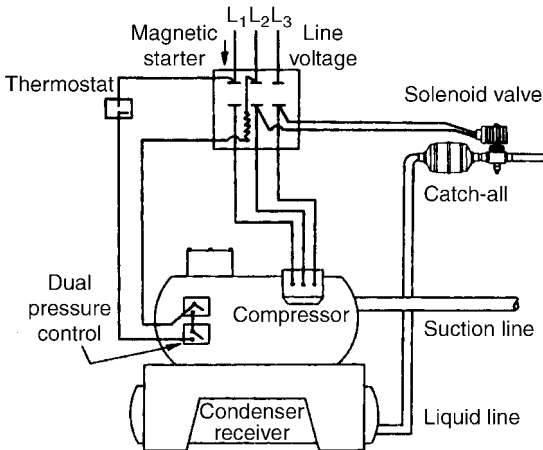 L1 L2 L3
Magnetic
starter
Line
voltage
Thermostat
Solenoid valve
Catch-all
Dual
pressure
control
Compressor
Suction line
Condenser
receiver
Liquid line